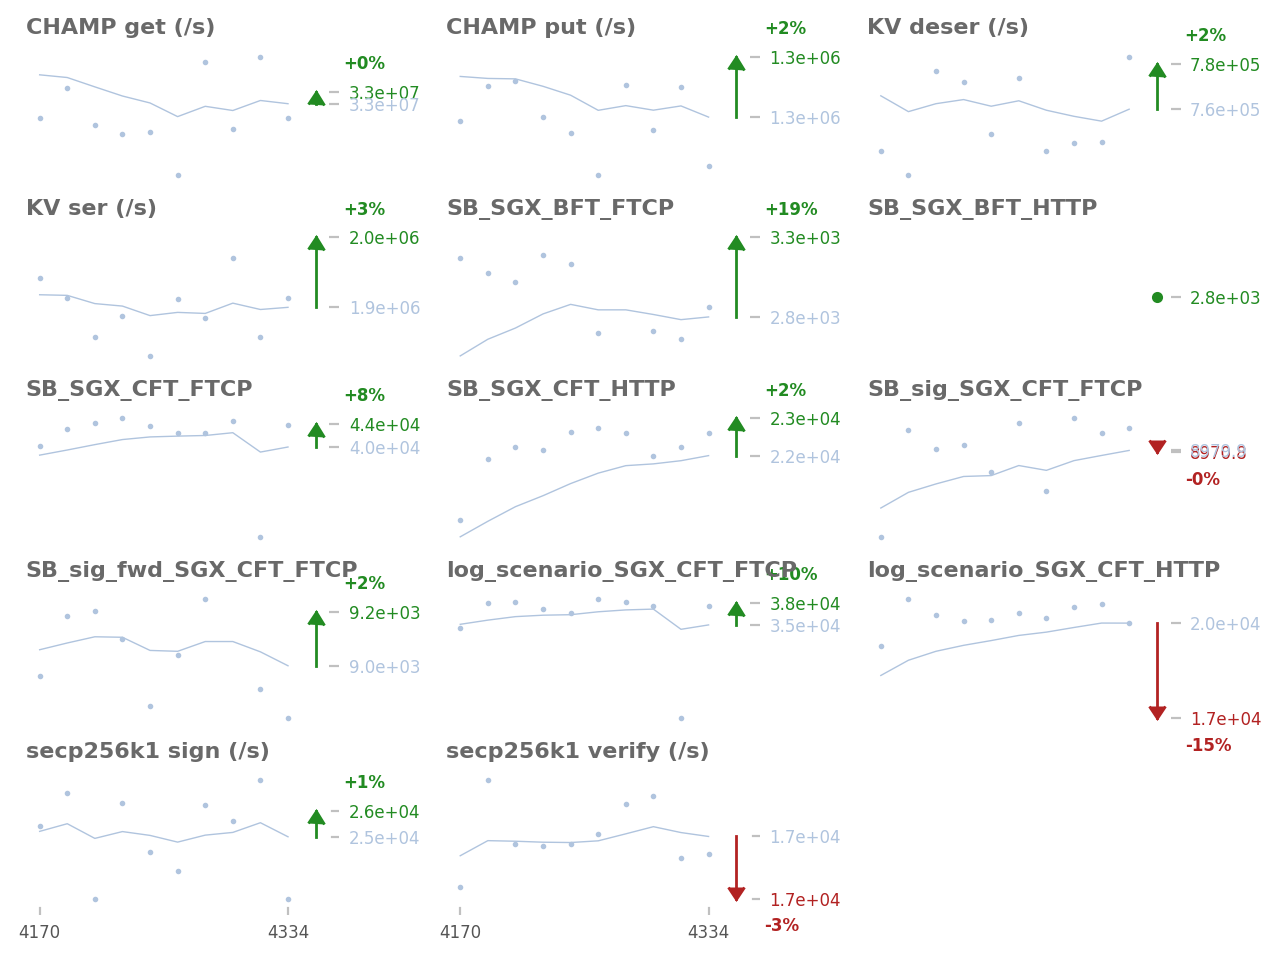 CHAMP get (/s)
+0%
3.3e+07
3.3e+07
CHAMP put (/s)
+2%
1.3e+06
1.3e+06
KV deser (/s)
+2%
7.8e+05
7.6e+05
KV ser (/s)
+3%
2.0e+06
1.9e+06
SB_SGX_BFT_FTCP
+19%
3.3e+03
2.8e+03
SB_SGX_BFT_HTTP
2.8e+03
SB_SGX_CFT_FTCP
+8%
4.4e+04
4.0e+04
SB_SGX_CFT_HTTP
+2%
2.3e+04
2.2e+04
SB_sig_SGX_CFT_FTCP
-0%
SB_sig_fwd_SGX_CFT_FTCP
+2%
9.2e+03
9.0e+03
log_scenario_SGX_CFT_FTCP
+10%
3.8e+04
3.5e+04
log_scenario_SGX_CFT_HTTP
2.0e+04
1.7e+04
-15%
secp256k1 sign (/s)
+1%
2.6e+04
2.5e+04
4170
4334
secp256k1 verify (/s)
1.7e+04
1.7e+04
-3%
4170
4334